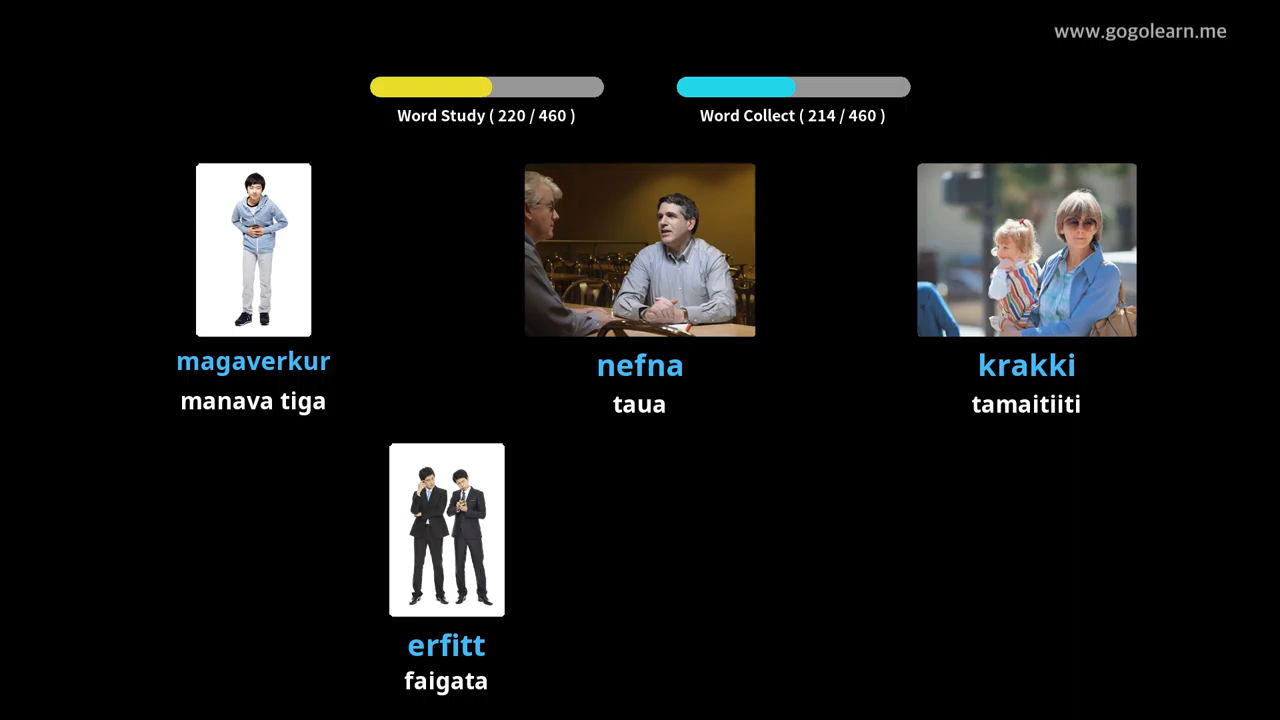 www.gogolearn.me
Word Study ( 220 / 460 )
Word Collect ( 214 / 460 )
magaverkur
manava tiga
nefna
taua
krakki
tamaitiiti
erfitt
faigata